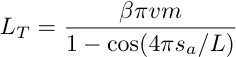 $L_T = \frac{\beta \pi v m}{1 - \cos(4\pi s_a / L)}$